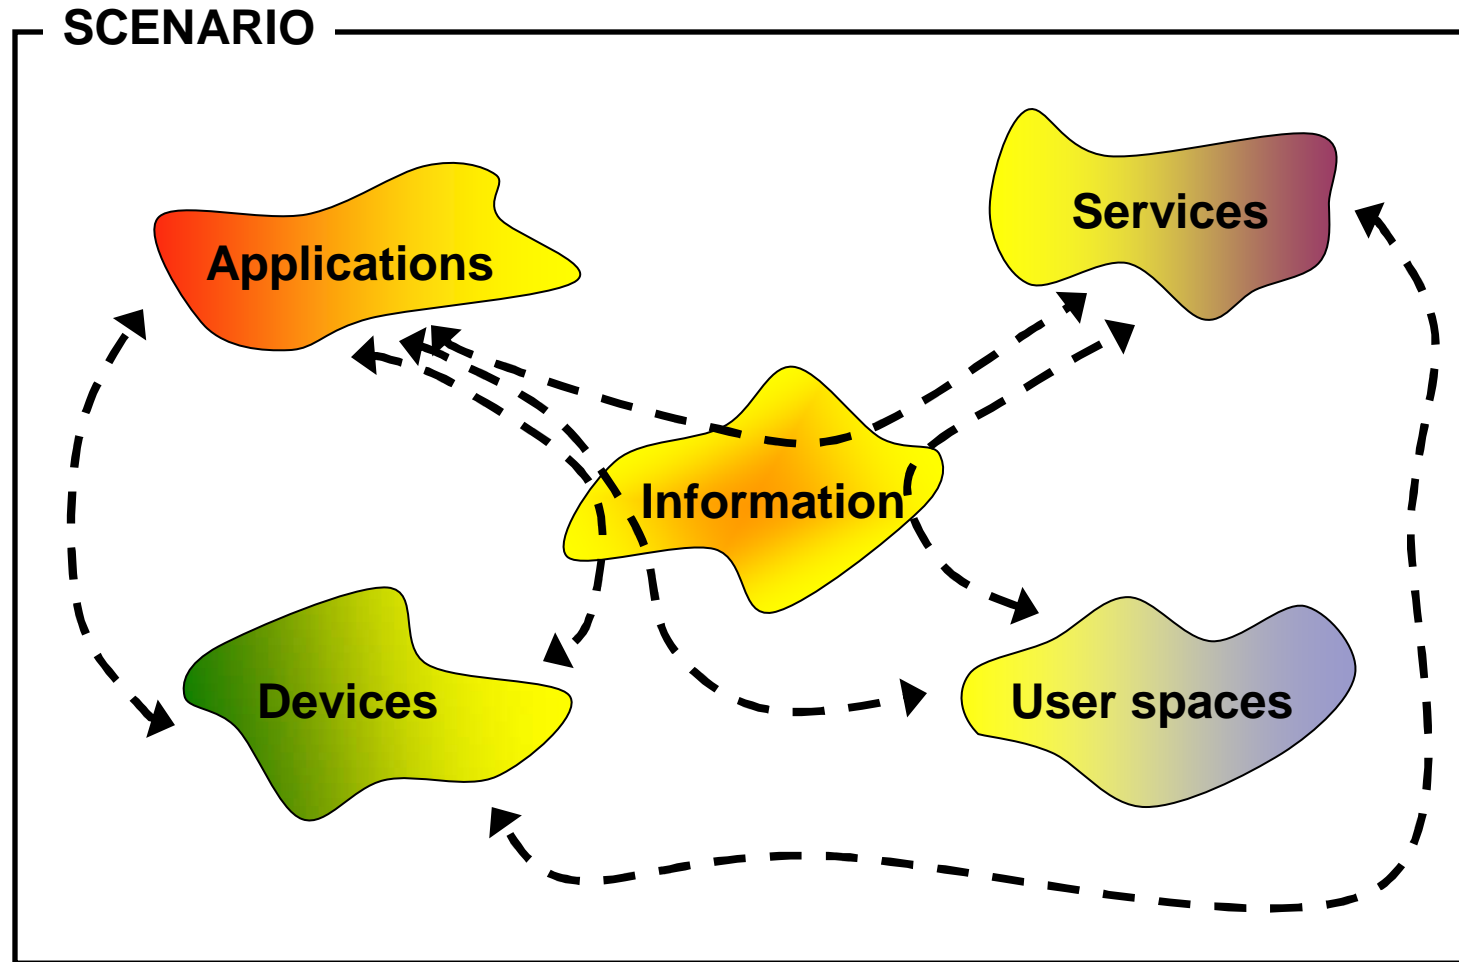 SCENARIO
Services
Applications
Information
Devices
User spaces